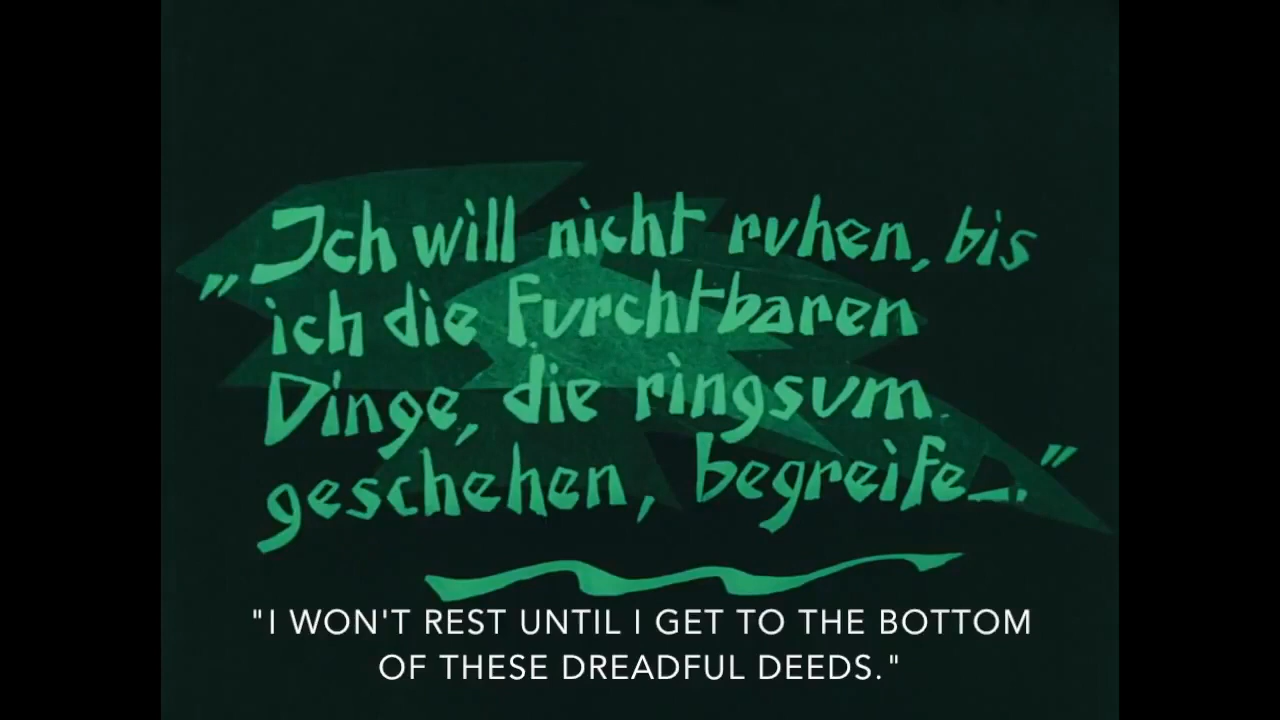 „Ich will nicht ruhen, bis
ich die furchtbaren
Dinge, die ringsum
geschehen, begreife_."
"I WON'T REST UNTIL I GET TO THE BOTTOM
OF THESE DREADFUL DEEDS."